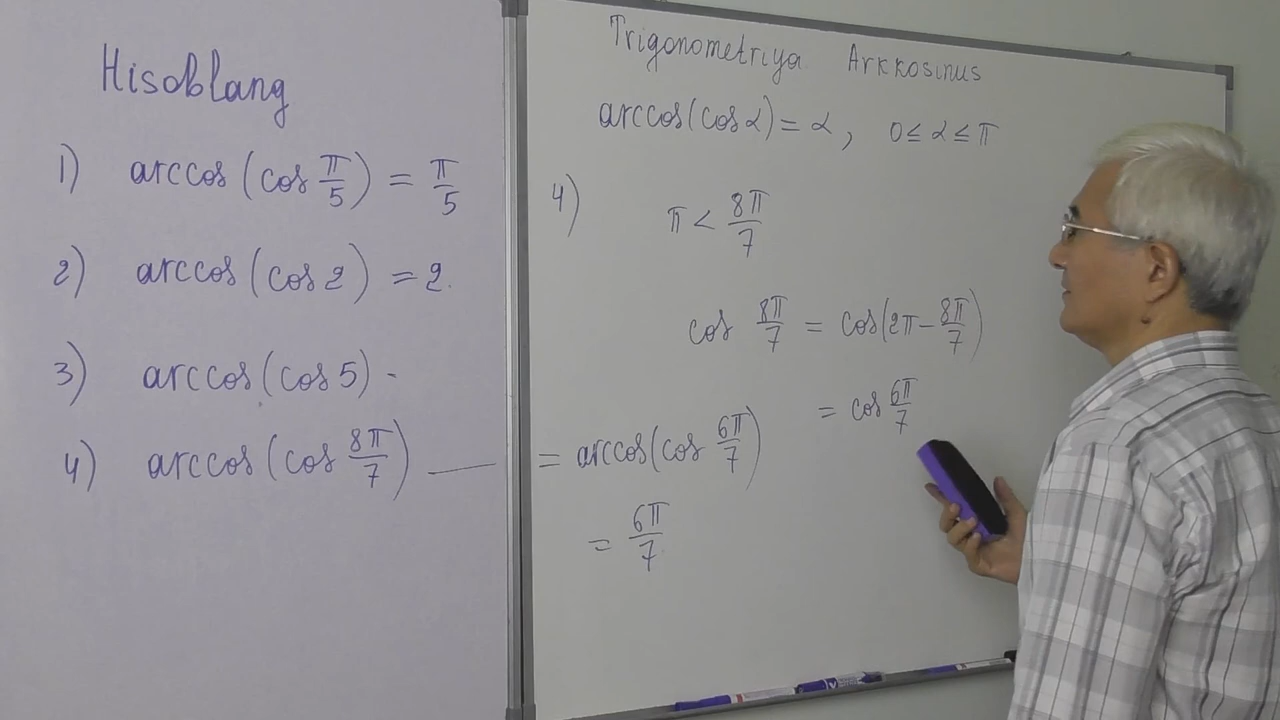 Hisoblang
1) arccos(cos π/5) = π/5
2) arccos(cos 2) = 2.
3) arccos(cos 5) -
4) arccos(cos 8π/7) —
Trigonometriya Arkkosinus
arccos(cos α) = α, 0 ≤ α ≤ π
4) π < 8π/7
cos 8π/7 = cos(2π - 8π/7)
= cos 6π/7
= arccos(cos 6π/7)
= 6π/7